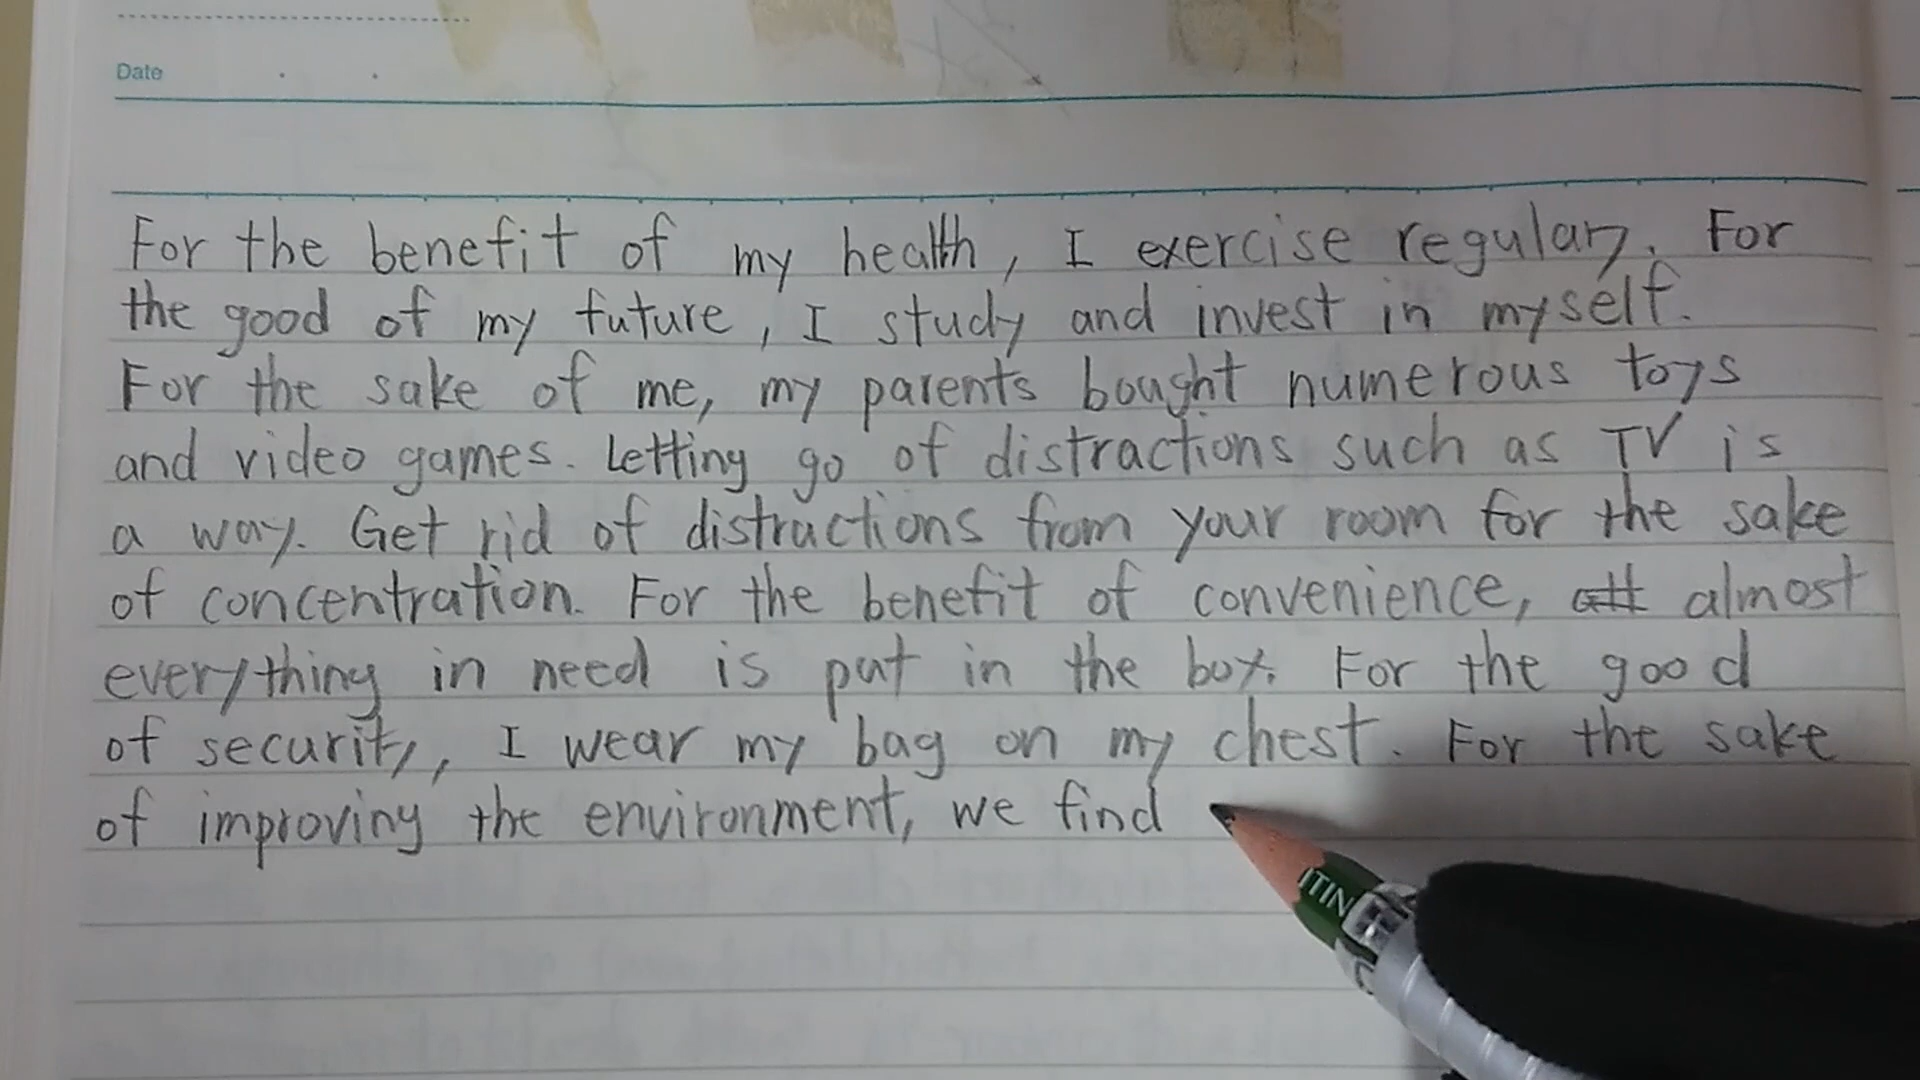 Date
For the benefit of my health, I exercise regulary. For
the good of my future, I study and invest in myself.
For the sake of me, my parents bought numerous toys
and video games. Letting go of distractions such as TV is
a way. Get rid of distractions from your room for the sake
of concentration. For the benefit of convenience, almost
everything in need is put in the box. For the good
of security, I wear my bag on my chest. For the sake
of improving the environment, we find
ITIN